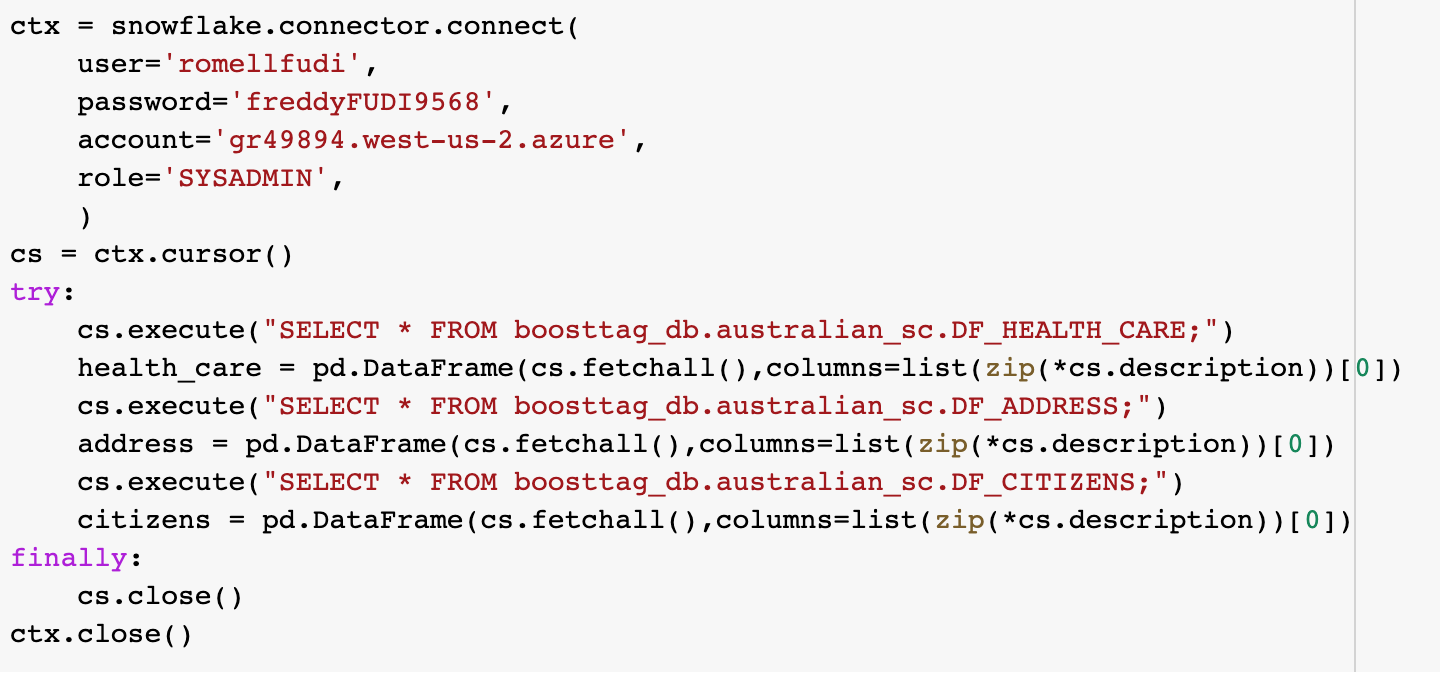 ctx = snowflake.connector.connect(
    user='romellfudi',
    password='freddyFUDI9568',
    account='gr49894.west-us-2.azure',
    role='SYSADMIN',
    )
cs = ctx.cursor()
try:
    cs.execute("SELECT * FROM boosttag_db.australian_sc.DF_HEALTH_CARE;")
    health_care = pd.DataFrame(cs.fetchall(),columns=list(zip(*cs.description))[0])
    cs.execute("SELECT * FROM boosttag_db.australian_sc.DF_ADDRESS;")
    address = pd.DataFrame(cs.fetchall(),columns=list(zip(*cs.description))[0])
    cs.execute("SELECT * FROM boosttag_db.australian_sc.DF_CITIZENS;")
    citizens = pd.DataFrame(cs.fetchall(),columns=list(zip(*cs.description))[0])
finally:
    cs.close()
ctx.close()